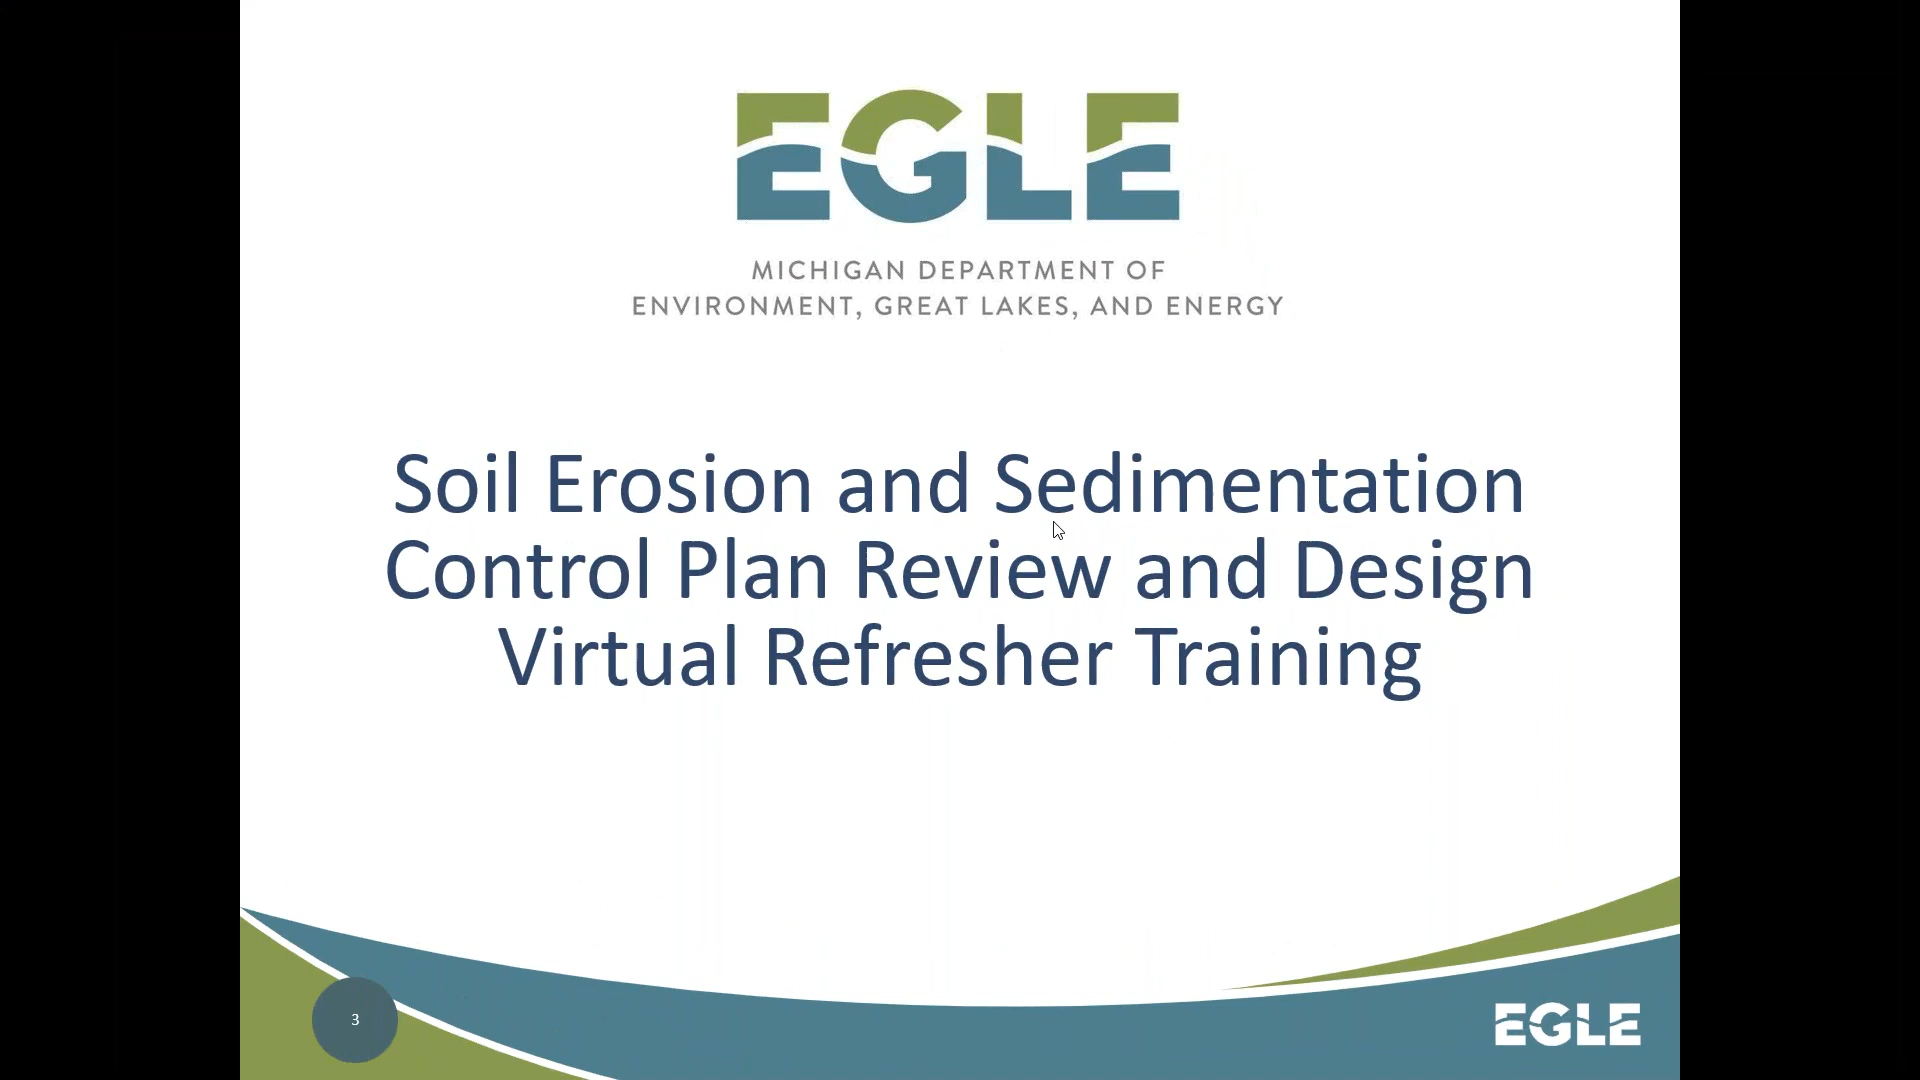 EGLE
MICHIGAN DEPARTMENT OF
ENVIRONMENT, GREAT LAKES, AND ENERGY
Soil Erosion and Sedimentation
Control Plan Review and Design
Virtual Refresher Training
3
EGLE